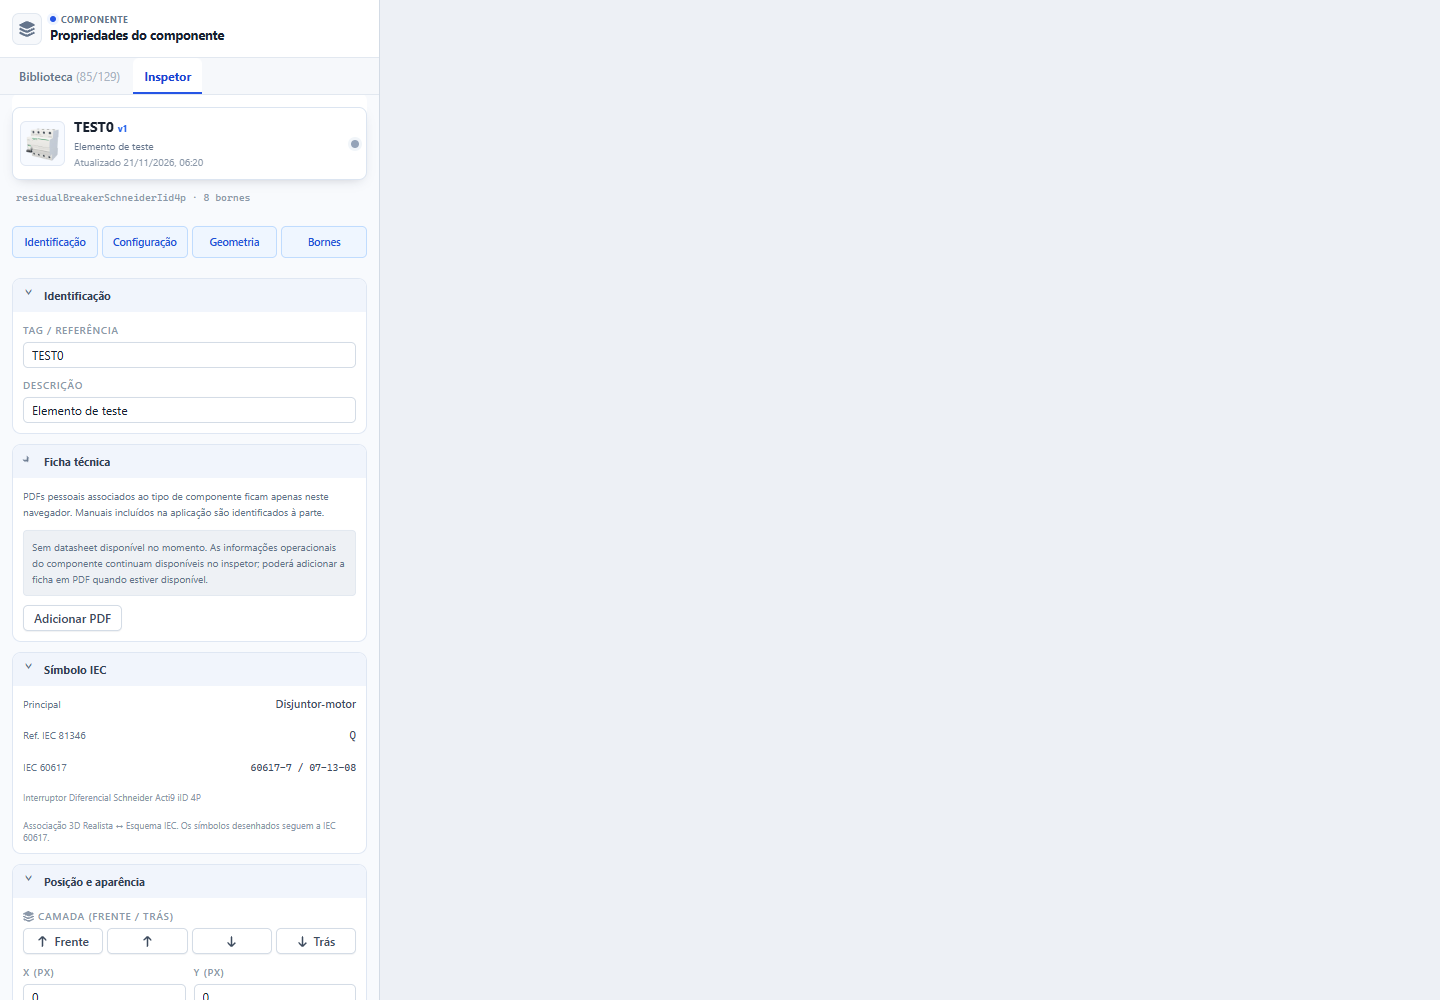 COMPONENTE
Propriedades do componente
Biblioteca (85/129)
Inspetor
TEST0 v1
Elemento de teste
Atualizado 21/11/2026, 06:20
residualBreakerSchneiderIid4p · 8 bornes
Identificação
Configuração
Geometria
Bornes
Identificação
TAG / REFERÊNCIA
TEST0
DESCRIÇÃO
Elemento de teste
Ficha técnica
PDFs pessoais associados ao tipo de componente ficam apenas neste
navegador. Manuais incluídos na aplicação são identificados à parte.
Sem datasheet disponível no momento. As informações operacionais
do componente continuam disponíveis no inspetor; poderá adicionar a
ficha em PDF quando estiver disponível.
Adicionar PDF
Símbolo IEC
Principal
Disjuntor-motor
Ref. IEC 81346
Q
IEC 60617
60617-7 / 07-13-08
Interruptor Diferencial Schneider Acti9 iID 4P
Associação 3D Realista ↔ Esquema IEC. Os símbolos desenhados seguem a IEC
60617.
Posição e aparência
CAMADA (FRENTE / TRÁS)
↑ Frente
↑
↓
↓ Trás
X (PX)
Y (PX)
0
0